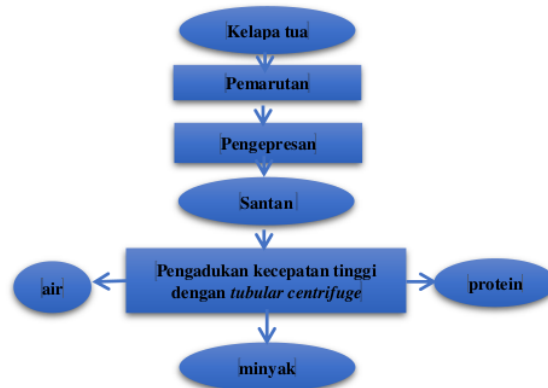 Kelapa tua
Pemarutan
Pengepresan
Santan
Pengadukan kecepatan tinggi
dengan tubular centrifuge
air
protein
minyak